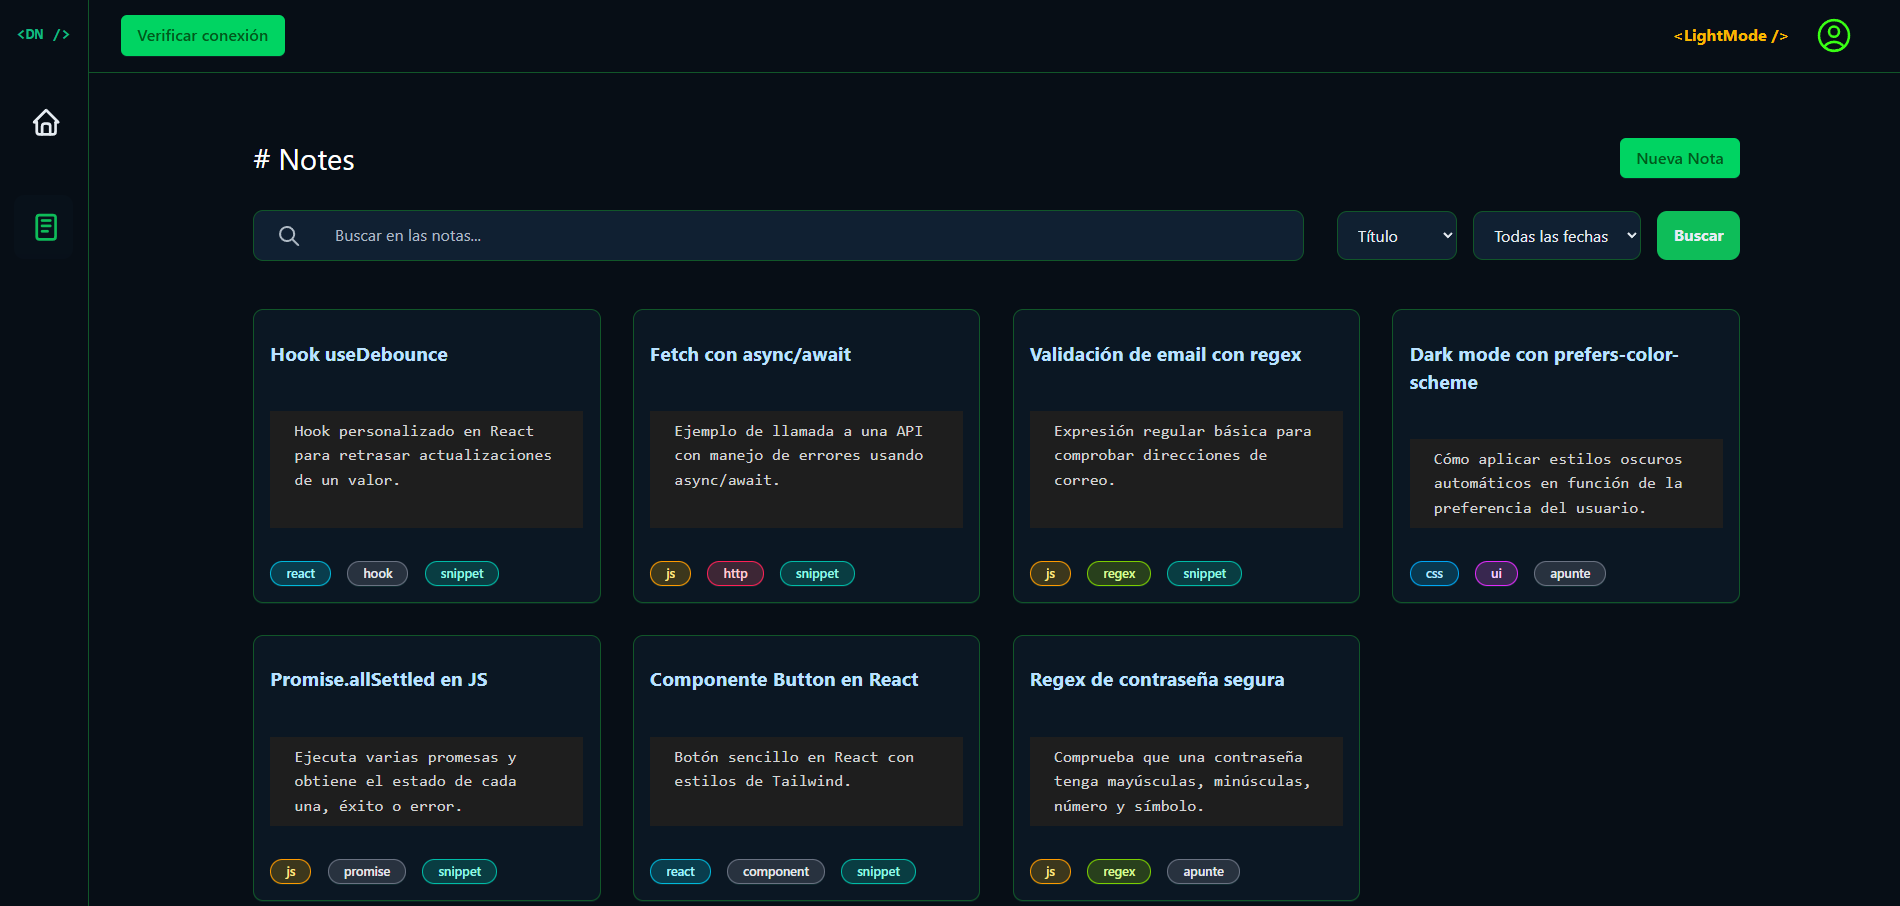 <DN />
Verificar conexión
<LightMode />
# Notes
Nueva Nota
Buscar en las notas...
Título
Todas las fechas
Buscar
Hook useDebounce
Hook personalizado en React
para retrasar actualizaciones
de un valor.
react
hook
snippet
Fetch con async/await
Ejemplo de llamada a una API
con manejo de errores usando
async/await.
js
http
snippet
Validación de email con regex
Expresión regular básica para
comprobar direcciones de
correo.
js
regex
snippet
Dark mode con prefers-color-
scheme
Cómo aplicar estilos oscuros
automáticos en función de la
preferencia del usuario.
css
ui
apunte
Promise.allSettled en JS
Ejecuta varias promesas y
obtiene el estado de cada
una, éxito o error.
js
promise
snippet
Componente Button en React
Botón sencillo en React con
estilos de Tailwind.
react
component
snippet
Regex de contraseña segura
Comprueba que una contraseña
tenga mayúsculas, minúsculas,
número y símbolo.
js
regex
apunte